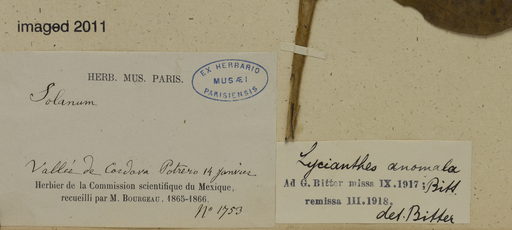 imaged 2011
HERB. MUS. PARIS.
EX HERBARIO
MUSÆI
PARISIENSIS
Solanum
Vallée de Cordova Potrero 14 janvier
Herbier de la Commission scientifique du Mexique,
recueilli par M. BOURGEAU. 1865-1866.
Nº 1753
Lycianthes anomala
Ad G. Bitter missa IX.1917; Bitt.
remissa III.1918,
det. Bitter